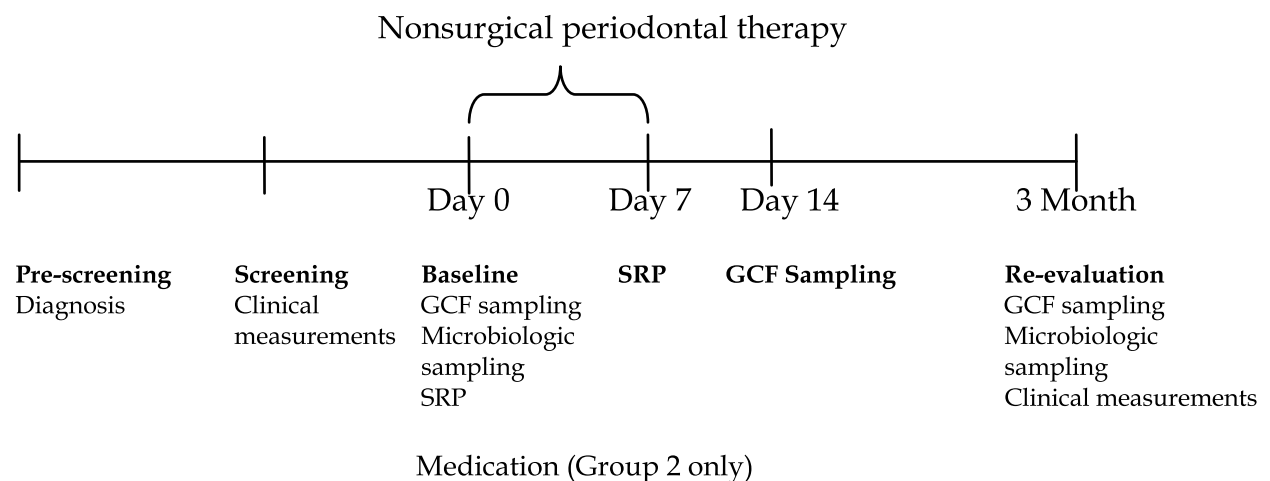 Nonsurgical periodontal therapy
Day 0
Day 7
Day 14
3 Month
Pre-screening
Diagnosis
Screening
Clinical
measurements
Baseline
GCF sampling
Microbiologic
sampling
SRP
SRP
GCF Sampling
Re-evaluation
GCF sampling
Microbiologic
sampling
Clinical measurements
Medication (Group 2 only)